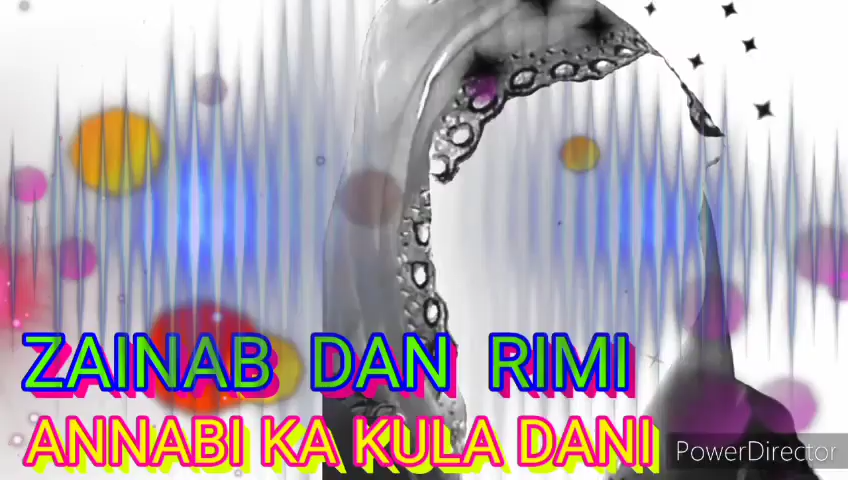 ZAINAB DAN RIMI
ANNABI KA KULA DANI
PowerDirector